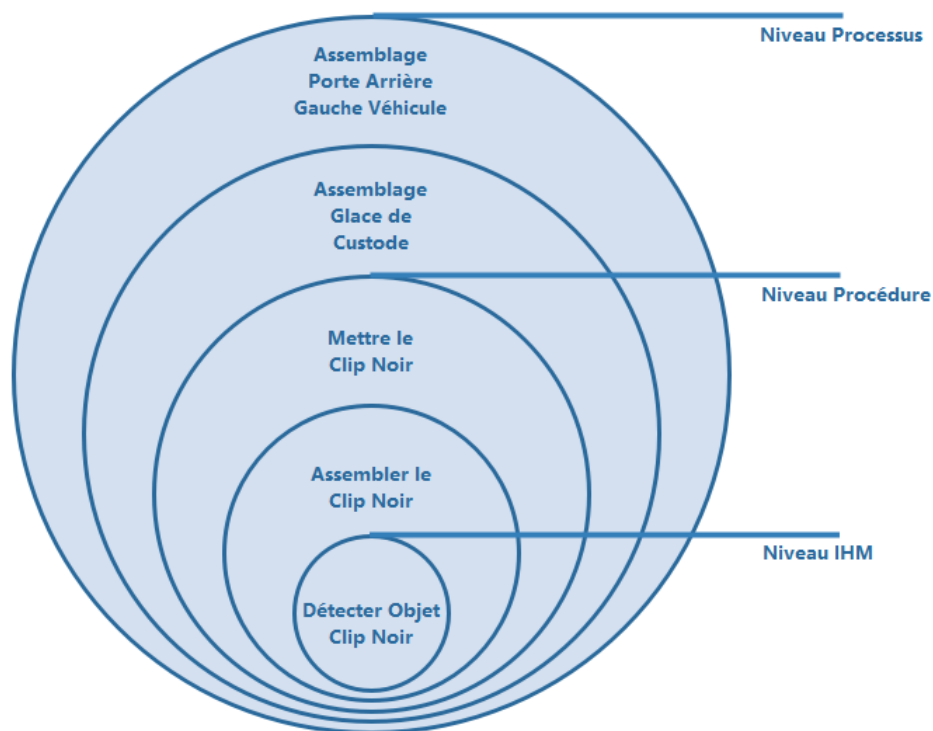 Niveau Processus
Assemblage
Porte Arrière
Gauche Véhicule
Assemblage
Glace de
Custode
Niveau Procédure
Mettre le
Clip Noir
Assembler le
Clip Noir
Niveau IHM
Détecter Objet
Clip Noir